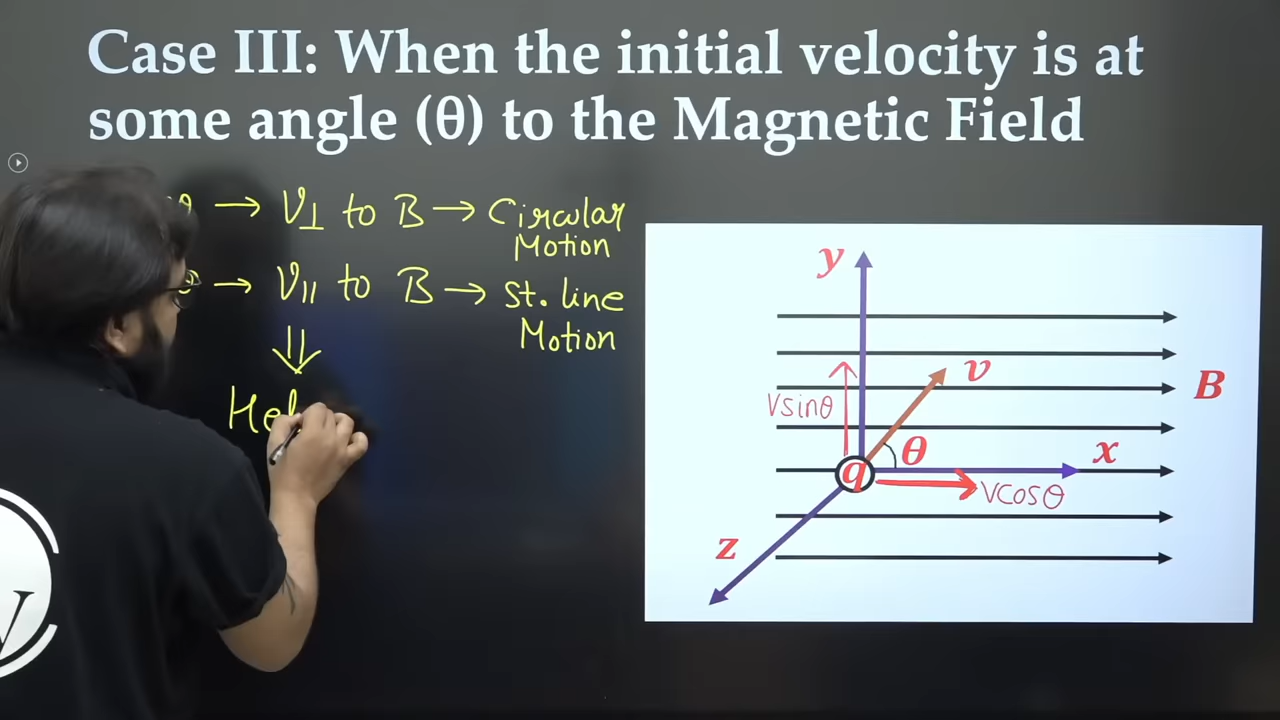 Case III: When the initial velocity is at
some angle (θ) to the Magnetic Field
→ V⊥ to B → Circular
Motion
→ V∥ to B → St. line
Motion
⇓
Hel
y
v
B
Vsinθ
θ
x
q
Vcosθ
z